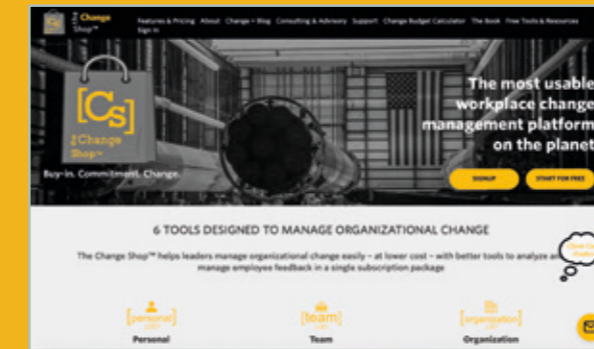 the Change Shop™
Features & Pricing About Change + Blog Consulting & Advisory Support Change Budget Calculator The Book Free Tools & Resources
Sign In
[Cs]
the Change
Shop™
Buy-in. Commitment. Change.
The most usable
workplace change
management platform
on the planet
SIGNUP START FOR FREE
6 TOOLS DESIGNED TO MANAGE ORGANIZATIONAL CHANGE
The Change Shop™ helps leaders manage organizational change easily – at lower cost – with better tools to analyze and
manage employee feedback in a single subscription package
[personal] [team] [organization]
Personal Team Organization